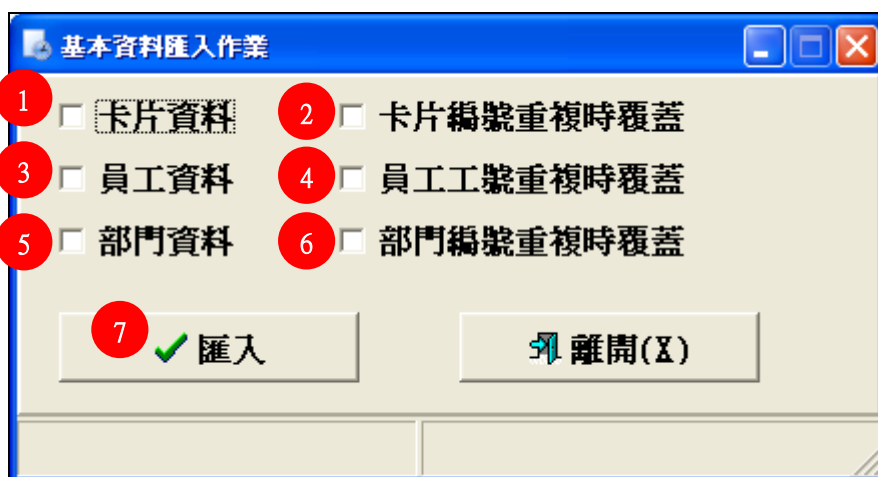 基本資料匯入作業
1 卡片資料 2 卡片編號重複時覆蓋
3 員工資料 4 員工工號重複時覆蓋
5 部門資料 6 部門編號重複時覆蓋
7 匯入 離開(X)